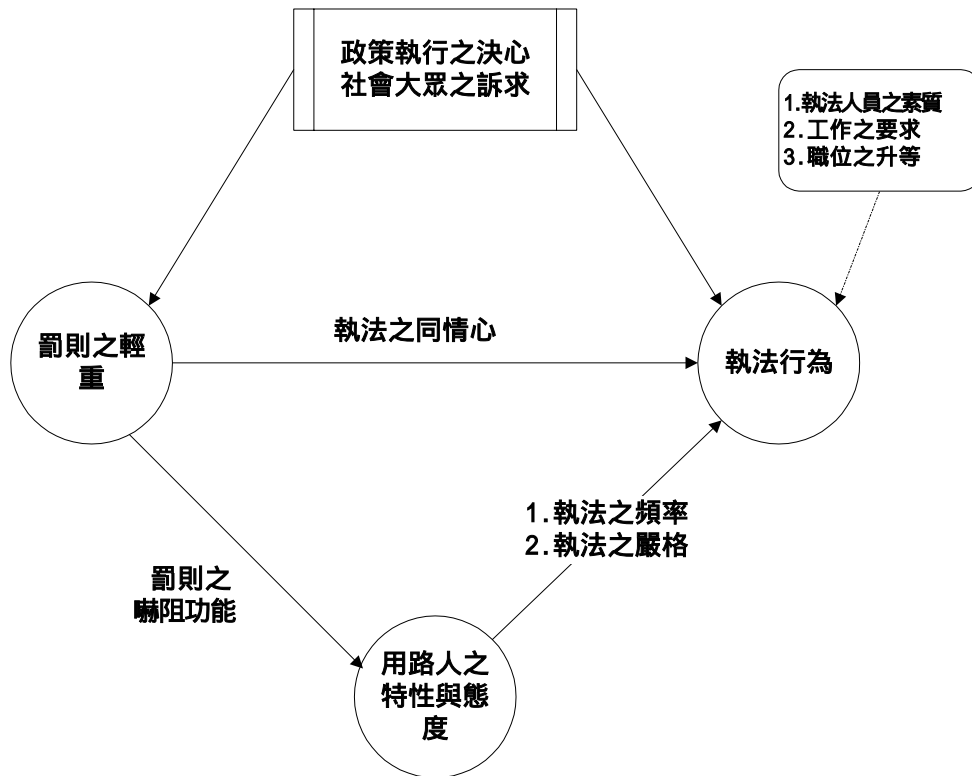 政策執行之決心
社會大眾之訴求
1.執法人員之素質
2.工作之要求
3.職位之升等
執法之同情心
罰則之輕
重
執法行為
1.執法之頻率
2.執法之嚴格
罰則之
嚇阻功能
用路人之
特性與態
度